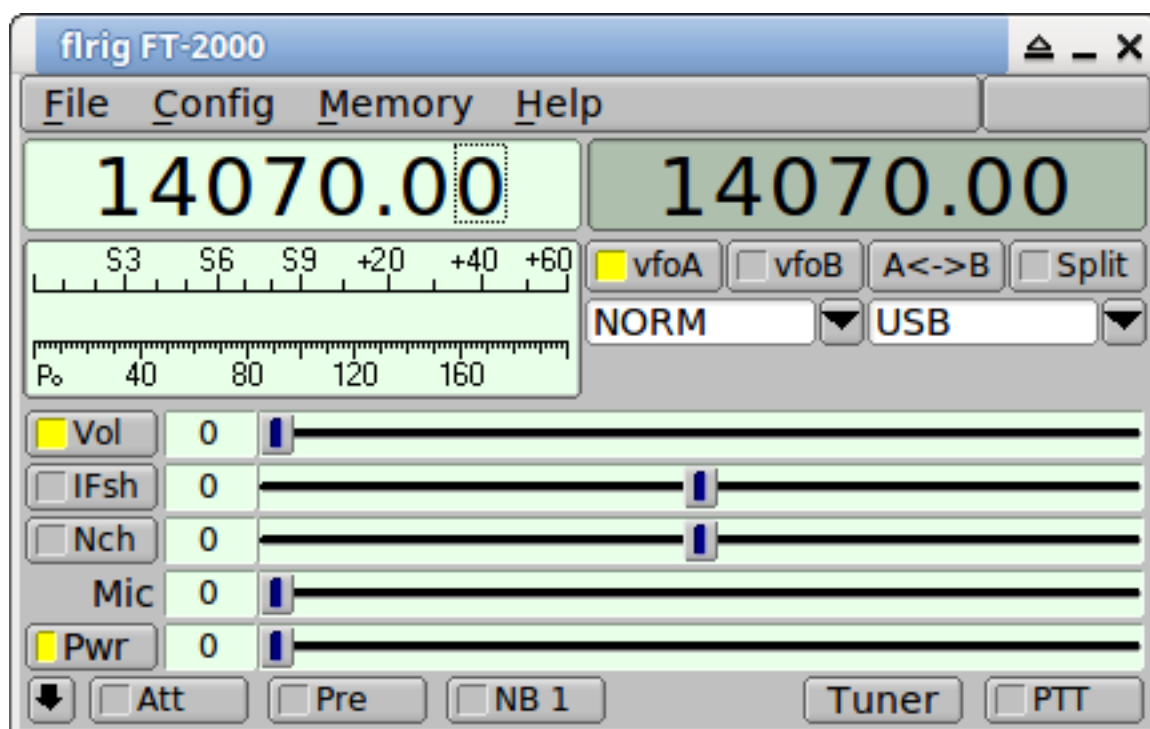 flrig FT-2000
File Config Memory Help
14070.00 14070.00
S3 S6 S9 +20 +40 +60
vfoA vfoB A<->B Split
NORM USB
Po 40 80 120 160
Vol 0
IFsh 0
Nch 0
Mic 0
Pwr 0
Att Pre NB 1 Tuner PTT